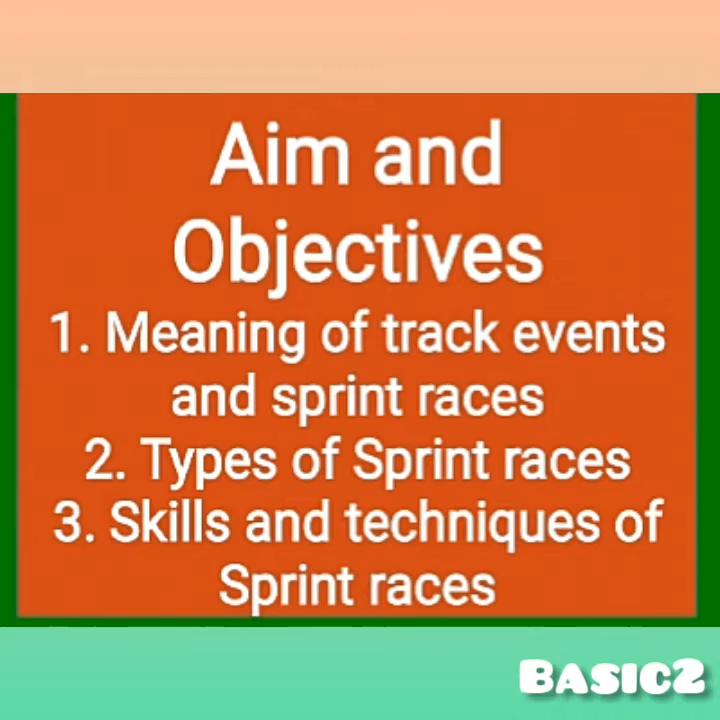 Aim and
Objectives
1. Meaning of track events
and sprint races
2. Types of Sprint races
3. Skills and techniques of
Sprint races
BASIC2